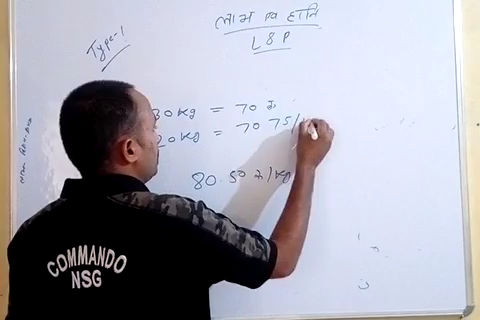 Type-1
लाभ एवं हानि
L & P
30 kg = 70 रु
20 kg = 70 75/
80.50 रु/kg
COMMANDO
NSG